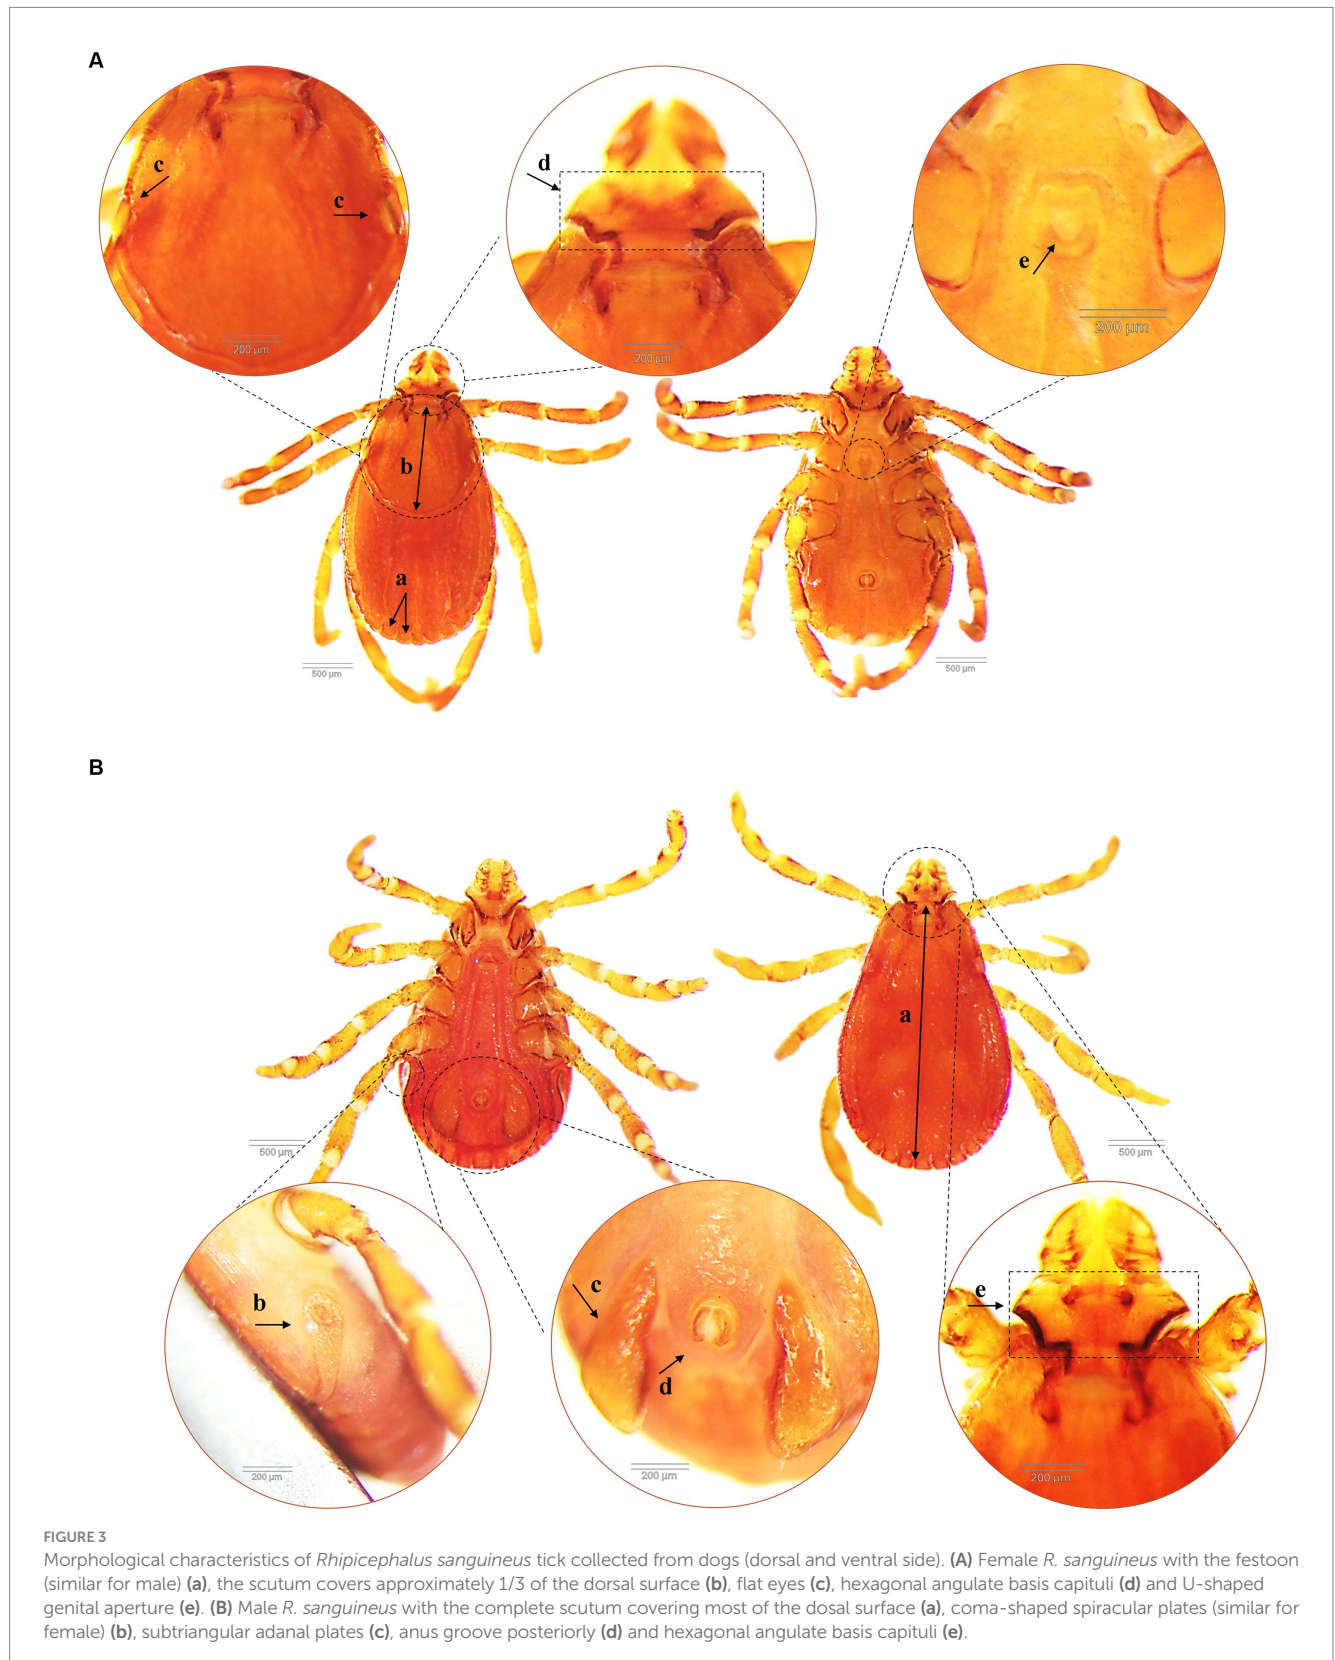 A
c
c
200 µm
d
200 µm
e
200 µm
b
a
500 µm
500 µm
B
a
500 µm
500 µm
b
200 µm
c
d
200 µm
e
200 µm
FIGURE 3
Morphological characteristics of Rhipicephalus sanguineus tick collected from dogs (dorsal and ventral side). (A) Female R. sanguineus with the festoon
(similar for male) (a), the scutum covers approximately 1/3 of the dorsal surface (b), flat eyes (c), hexagonal angulate basis capituli (d) and U-shaped
genital aperture (e). (B) Male R. sanguineus with the complete scutum covering most of the dosal surface (a), coma-shaped spiracular plates (similar for
female) (b), subtriangular adanal plates (c), anus groove posteriorly (d) and hexagonal angulate basis capituli (e).